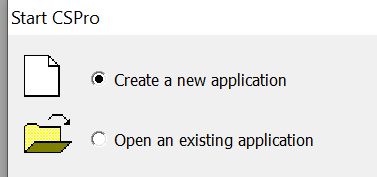 Start CSPro
Create a new application
Open an existing application